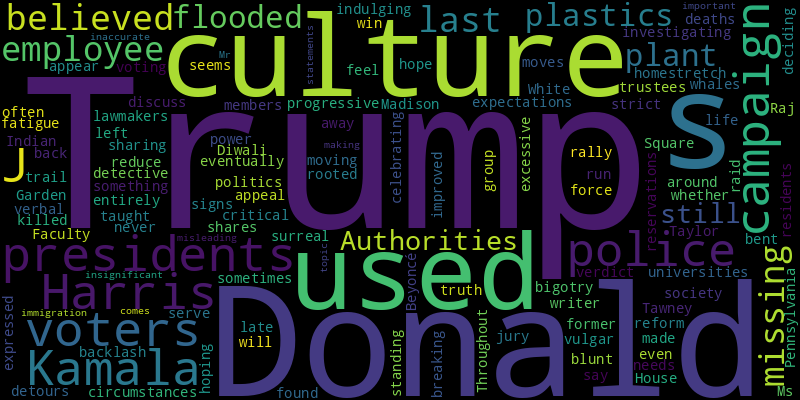 believed flooded indulging last plastics important
inaccurate win deaths
employee culture investigating deciding
Mr statements
appear voting seems feel hope moves plant
homestretch
discuss members progressive Madison White trustees whales
often expectations
fatigue lawmakers Trump s strict campaign
Indian left power away Square life Raj
back sharing Diwali making
reduce eventually moving celebrating group excessive rally around raid
trail detective rooted improved whether
something politics run residents
Garden entirely appeal force
verbal signs reservations
killed taught critical still
never shares Taylor
Faculty misleading surreal Authorities bent
presidents topic police
insignificant sometimes used verdict universities missing
Harris Beyoncé truth bigotry society Pennsylvania
immigration comes writer Tawney
expressed voters serve late Donald former reform
J
backlash will standing breaking Throughout jury vulgar made
Kamala hoping blunt even
say needs
detours circumstances found House Ms